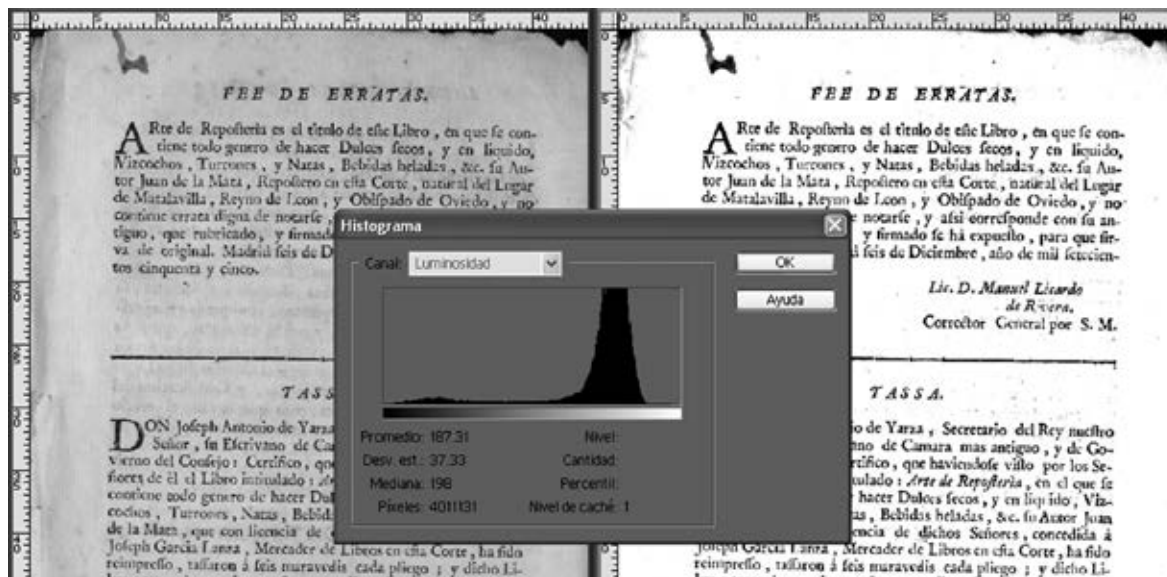 FEE DE ERRATAS.
ARte de Repoſteria es el titulo de eſte Libro, en que ſe con-
tiene todo genero de hacer Dulces ſecos, y en liquido,
Vizcochos, Turrones, y Natas, Bebidas heladas, &c. ſu Au-
tor Juan de la Mata, Repoſtero en eſta Corte, natural del Lugar
de Matalavilla, Reyno de Leon, y Obiſpado de Oviedo, y no
contiene errata digna de notarſe,
tiguo, que rubricado, y firmad
va de original. Madrid ſeis de D
tos cinquenta y cinco.
TASS
DON Joſeph Antonio de Yarza
Señor, ſu Eſcrivano de Ca
vierno del Conſejo: Certifico, que
ſiores de èl el Libro intitulado:
contiene todo genero de hacer Dul
cochos, Turrones, Natas, Bebid
de la Mata, que con licencia de
Joſeph Garcia Lanza, Mercader de Libros en eſta Corte, ha ſido
reimpreſſo, taſſaron à ſeis maravedis cada pliego; y dicho Li-
Histograma
Canal: Luminosidad
OK
Ayuda
Promedio: 187.31
Desv. est.: 37.33
Mediana: 198
Píxeles: 4011131
Nivel:
Cantidad:
Percentil:
Nivel de caché: 1
FEE DE ERRATAS.
ARte de Repoſteria es el titulo de eſte Libro, en que ſe con-
tiene todo genero de hacer Dulces ſecos, y en liquido,
Vizcochos, Turrones, y Natas, Bebidas heladas, &c. ſu Au-
tor Juan de la Mata, Repoſtero en eſta Corte, natural del Lugar
de Matalavilla, Reyno de Leon, y Obiſpado de Oviedo, y no
notarſe, y aſsi correſponde con ſu an-
y firmado ſe hà expueſto, para que ſir-
ſeis de Diciembre, año de mil ſetecien-
Lic. D. Manuel Licardo
de Rivera.
Corrector General por S. M.
TASSA.
io de Yarza, Secretario del Rey nueſtro
no de Camara mas antiguo, y de Go-
rtifico, que haviendoſe viſto por los Se-
tulado: Arte de Repoſteria, en el que ſe
hacer Dulces ſecos, y en liquido, Viz-
as, Bebidas heladas, &c. ſu Autor Juan
encia de dichos Señores, concedida à
Joſeph Garcia Lanza, Mercader de Libros en eſta Corte, ha ſido
reimpreſſo, taſſaron à ſeis maravedis cada pliego; y dicho Li-